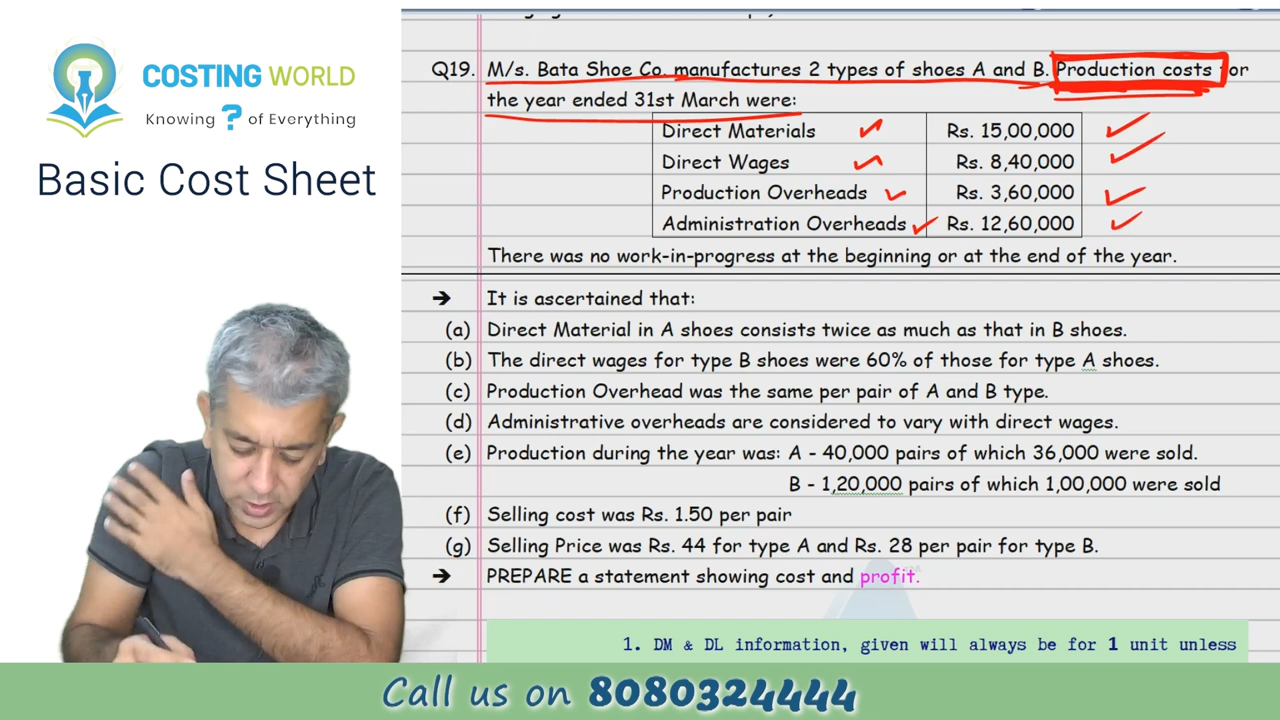 COSTING WORLD
Knowing ? of Everything
Basic Cost Sheet
Q19. M/s. Bata Shoe Co. manufactures 2 types of shoes A and B. Production costs for
the year ended 31st March were:
Direct Materials Rs. 15,00,000
Direct Wages Rs. 8,40,000
Production Overheads Rs. 3,60,000
Administration Overheads Rs. 12,60,000
There was no work-in-progress at the beginning or at the end of the year.
➔ It is ascertained that:
(a) Direct Material in A shoes consists twice as much as that in B shoes.
(b) The direct wages for type B shoes were 60% of those for type A shoes.
(c) Production Overhead was the same per pair of A and B type.
(d) Administrative overheads are considered to vary with direct wages.
(e) Production during the year was: A - 40,000 pairs of which 36,000 were sold.
B - 1,20,000 pairs of which 1,00,000 were sold
(f) Selling cost was Rs. 1.50 per pair
(g) Selling Price was Rs. 44 for type A and Rs. 28 per pair for type B.
➔ PREPARE a statement showing cost and profit.
1. DM & DL information, given will always be for 1 unit unless
Call us on 8080324444